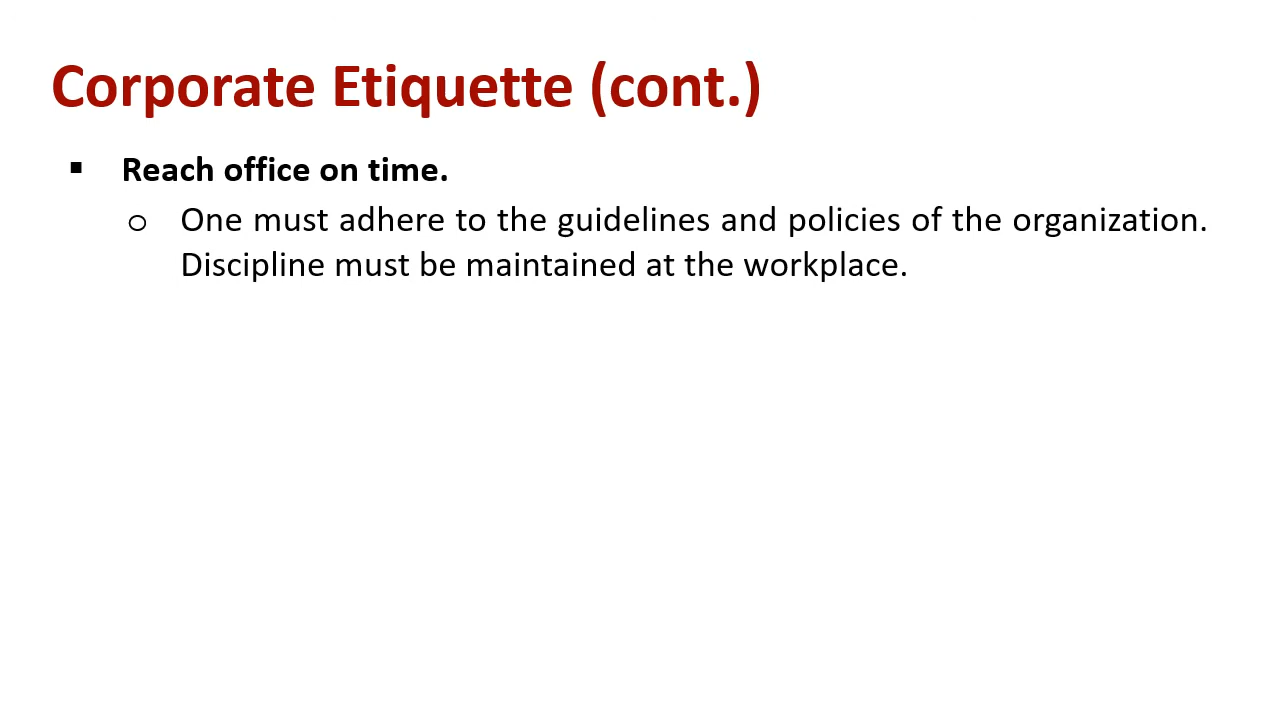 Corporate Etiquette (cont.)
▪ Reach office on time.
o One must adhere to the guidelines and policies of the organization.
Discipline must be maintained at the workplace.